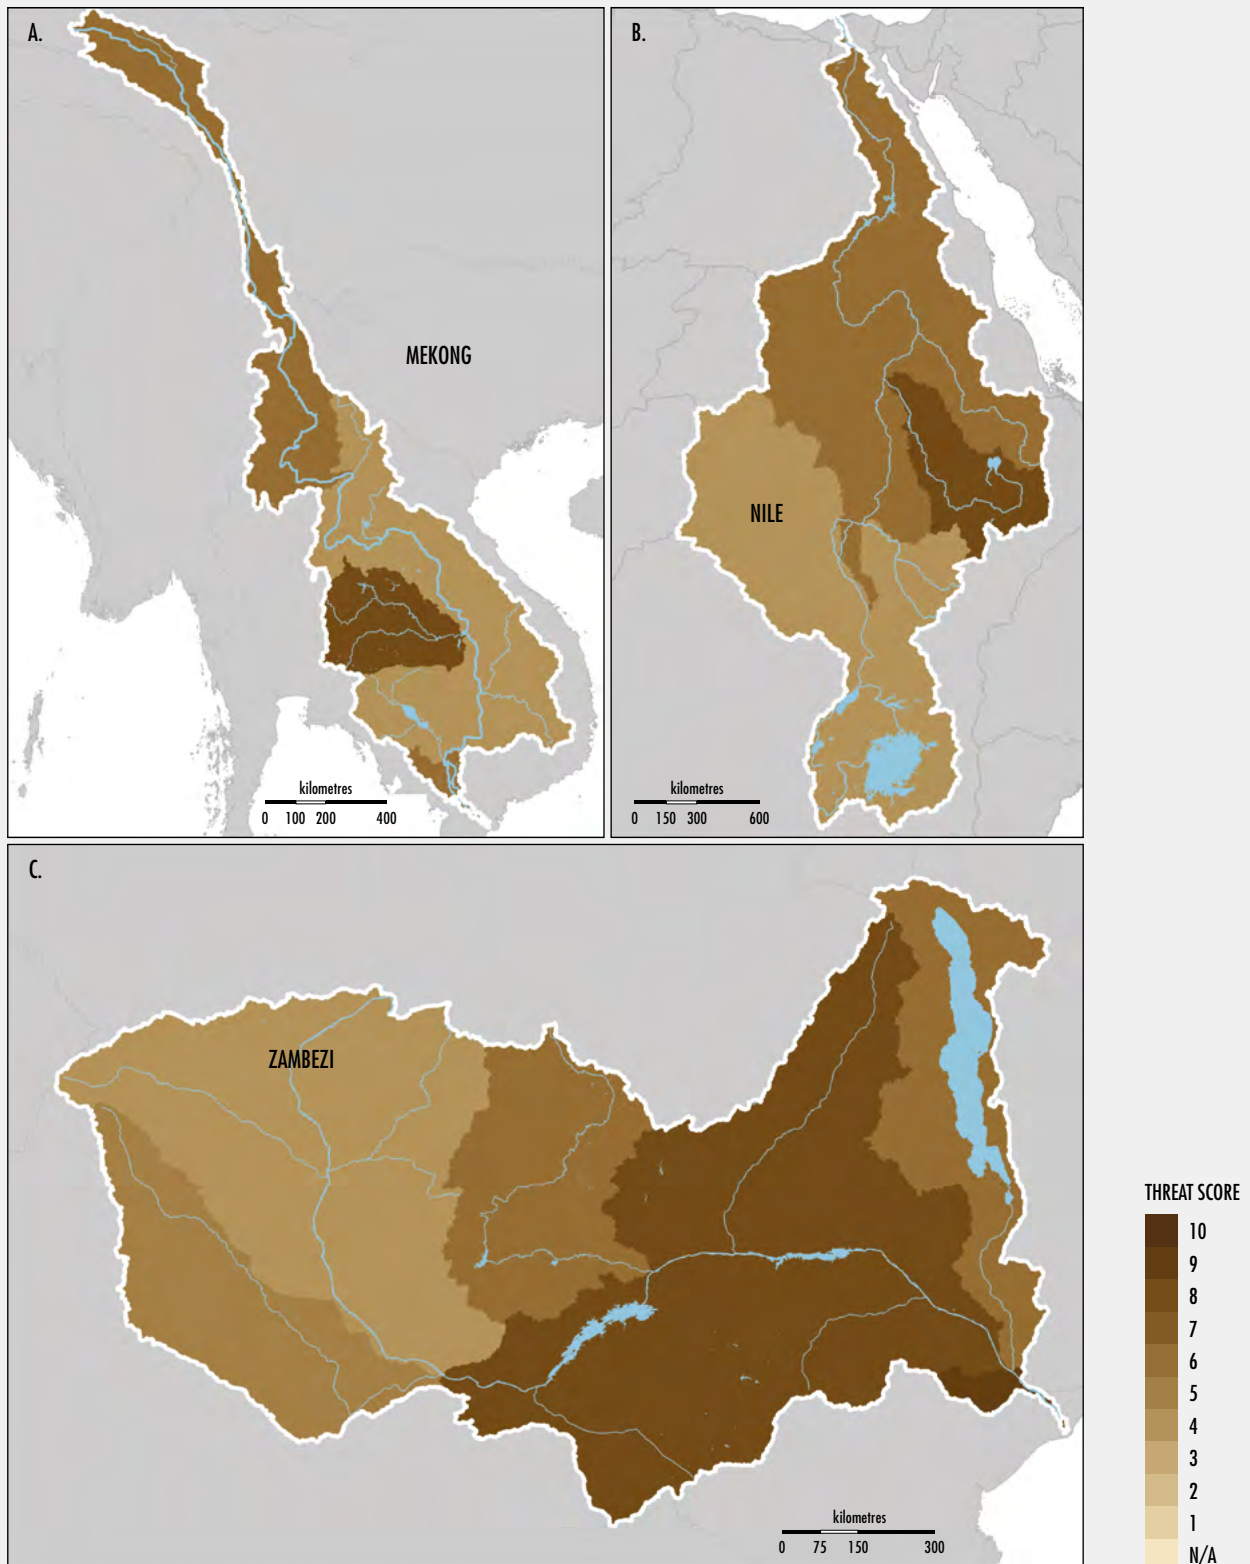 A.
MEKONG
kilometres
0 100 200 400
B.
NILE
kilometres
0 150 300 600
C.
ZAMBEZI
kilometres
0 75 150 300
THREAT SCORE
10
9
8
7
6
5
4
3
2
1
N/A